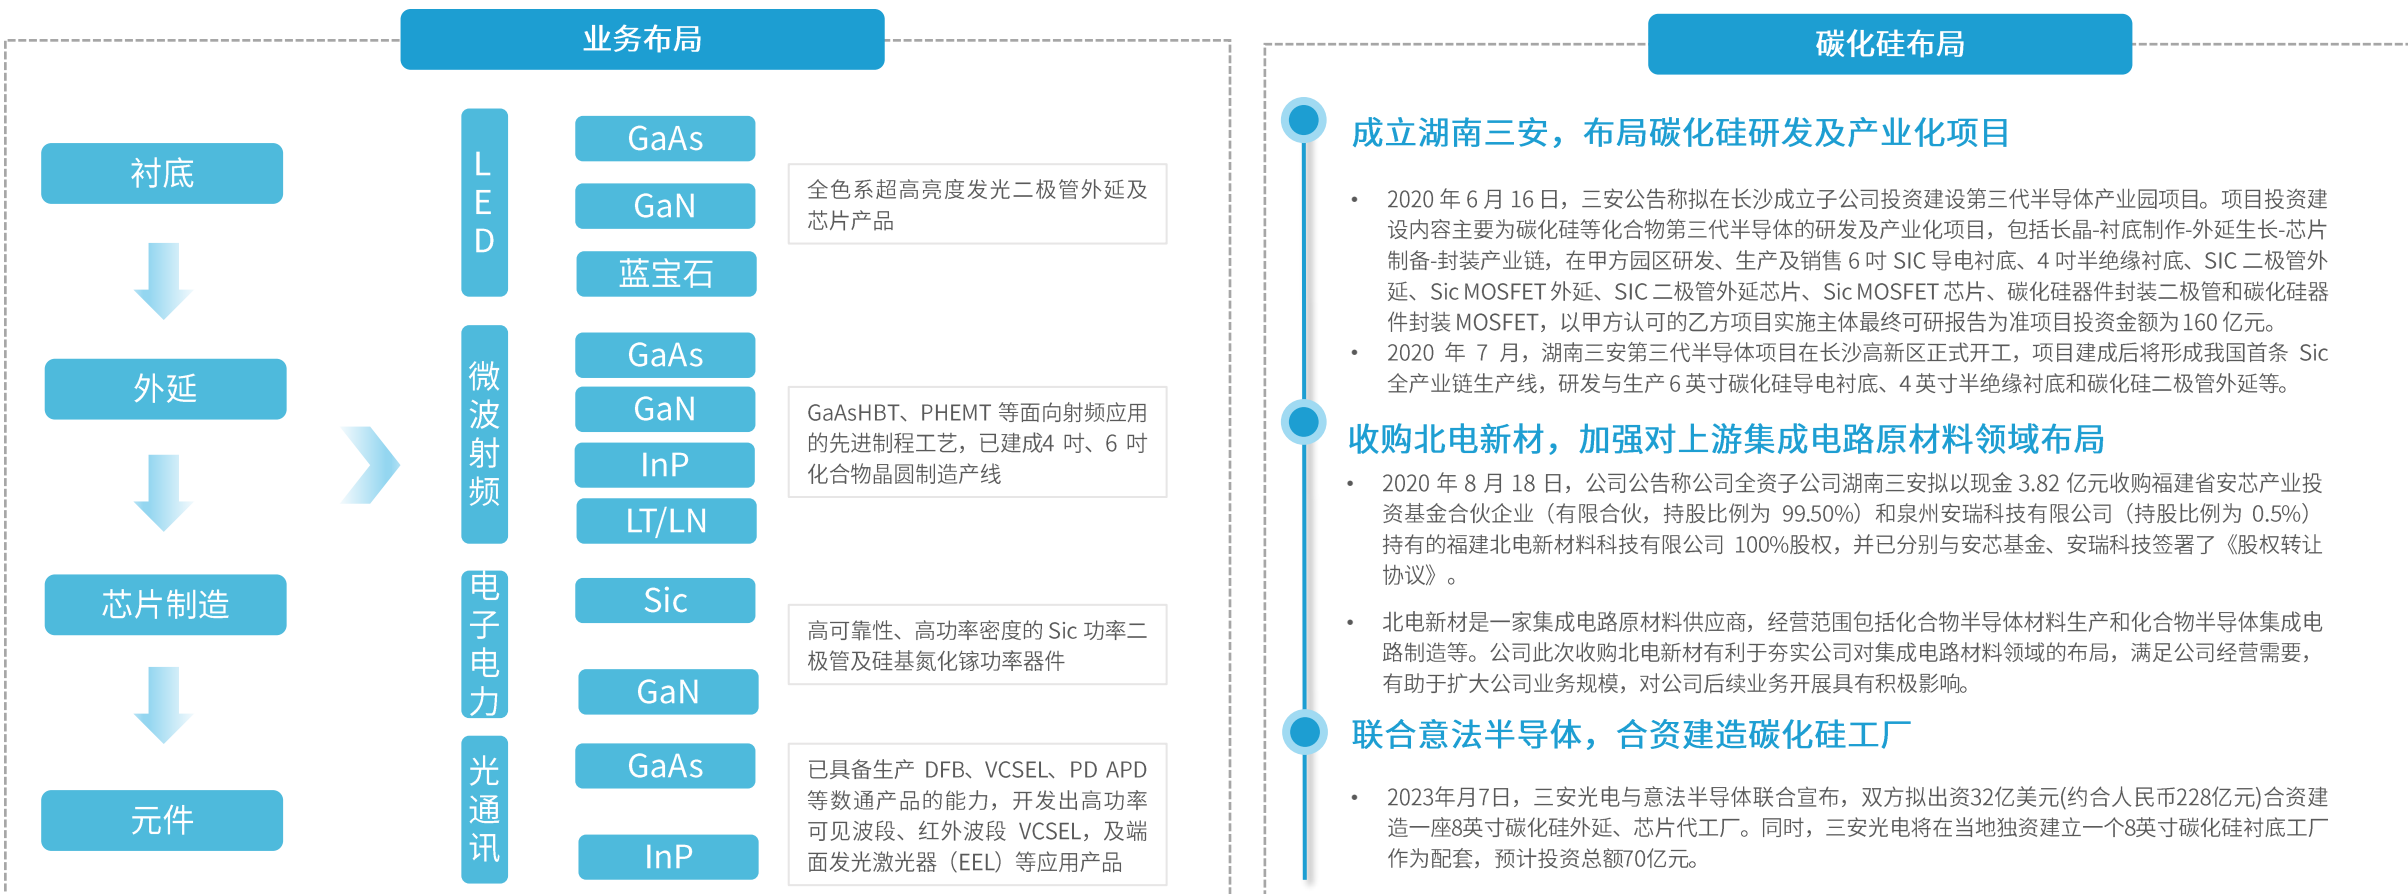 业务布局
衬底
外延
芯片制造
元件
LED
GaAs
GaN
蓝宝石
全色系超高亮度发光二极管外延及
芯片产品
微波射频
GaAs
GaN
InP
LT/LN
GaAsHBT、PHEMT 等面向射频应用
的先进制程工艺，已建成4 吋、6 吋
化合物晶圆制造产线
电子电力
Sic
GaN
高可靠性、高功率密度的 Sic 功率二
极管及硅基氮化镓功率器件
光通讯
GaAs
InP
已具备生产 DFB、VCSEL、PD APD
等数通产品的能力，开发出高功率
可见波段、红外波段 VCSEL，及端
面发光激光器（EEL）等应用产品
碳化硅布局
成立湖南三安，布局碳化硅研发及产业化项目
• 2020 年 6 月 16 日，三安公告称拟在长沙成立子公司投资建设第三代半导体产业园项目。项目投资建
设内容主要为碳化硅等化合物第三代半导体的研发及产业化项目，包括长晶-衬底制作-外延生长-芯片
制备-封装产业链，在甲方园区研发、生产及销售 6 吋 SIC 导电衬底、4 吋半绝缘衬底、SIC 二极管外
延、Sic MOSFET 外延、SIC 二极管外延芯片、Sic MOSFET 芯片、碳化硅器件封装二极管和碳化硅器
件封装 MOSFET，以甲方认可的乙方项目实施主体最终可研报告为准项目投资金额为 160 亿元。
• 2020 年 7 月，湖南三安第三代半导体项目在长沙高新区正式开工，项目建成后将形成我国首条 Sic
全产业链生产线，研发与生产 6 英寸碳化硅导电衬底、4 英寸半绝缘衬底和碳化硅二极管外延等。
收购北电新材，加强对上游集成电路原材料领域布局
• 2020 年 8 月 18 日，公司公告称公司全资子公司湖南三安拟以现金 3.82 亿元收购福建省安芯产业投
资基金合伙企业（有限合伙，持股比例为 99.50%）和泉州安瑞科技有限公司（持股比例为 0.5%）
持有的福建北电新材料科技有限公司 100%股权，并已分别与安芯基金、安瑞科技签署了《股权转让
协议》。
• 北电新材是一家集成电路原材料供应商，经营范围包括化合物半导体材料生产和化合物半导体集成电
路制造等。公司此次收购北电新材有利于夯实公司对集成电路材料领域的布局，满足公司经营需要，
有助于扩大公司业务规模，对公司后续业务开展具有积极影响。
联合意法半导体，合资建造碳化硅工厂
• 2023年月7日，三安光电与意法半导体联合宣布，双方拟出资32亿美元(约合人民币228亿元)合资建
造一座8英寸碳化硅外延、芯片代工厂。同时，三安光电将在当地独资建立一个8英寸碳化硅衬底工厂
作为配套，预计投资总额70亿元。